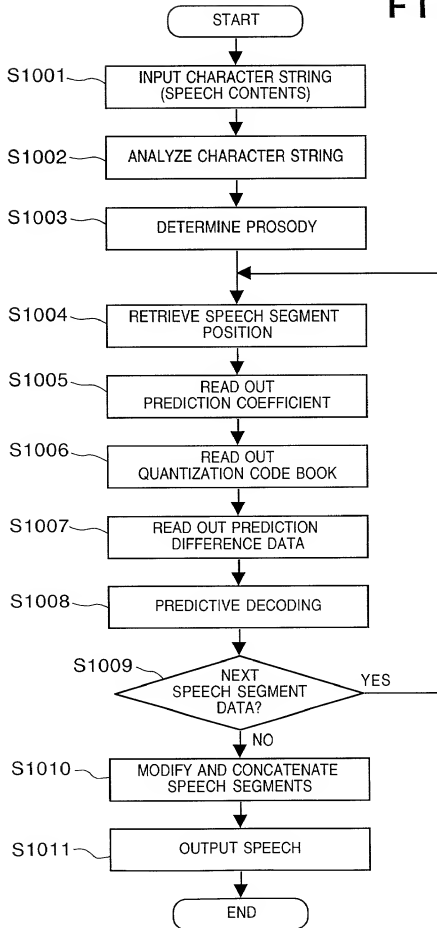 START
S1001
INPUT CHARACTER STRING
(SPEECH CONTENTS)
S1002
ANALYZE CHARACTER STRING
S1003
DETERMINE PROSODY
S1004
RETRIEVE SPEECH SEGMENT
POSITION
S1005
READ OUT
PREDICTION COEFFICIENT
S1006
READ OUT
QUANTIZATION CODE BOOK
S1007
READ OUT PREDICTION
DIFFERENCE DATA
S1008
PREDICTIVE DECODING
S1009
NEXT
SPEECH SEGMENT
DATA?
YES
NO
S1010
MODIFY AND CONCATENATE
SPEECH SEGMENTS
S1011
OUTPUT SPEECH
END